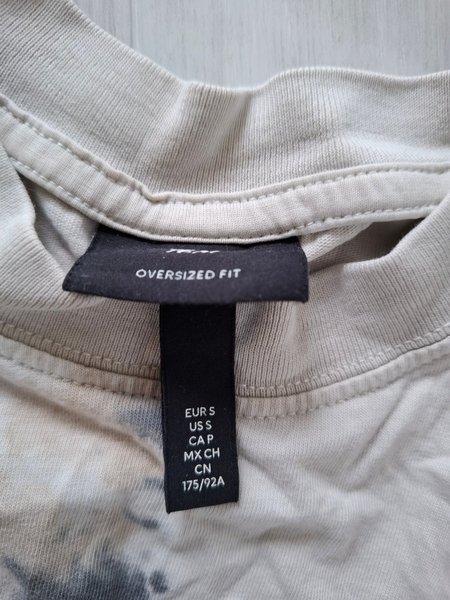 OVERSIZED FIT
EUR S
US S
CA P
MX CH
CN
175/92A